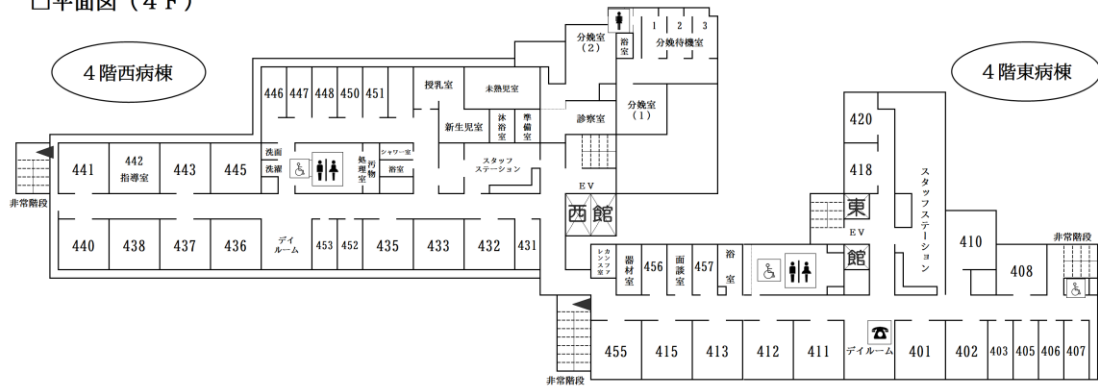 □平面図(4F)
4階西病棟
4階東病棟
分娩室
(2)
浴室
1 2 3
分娩待機室
分娩室
(1)
446 447 448 450 451
授乳室
未熟児室
新生児室
沐浴室
準備室
診察室
441
442
指導室
443
445
洗面
洗濯
汚物処理室
シャワー室
浴室
スタッフ
ステーション
非常階段
EV
西館
440 438 437 436
デイ
ルーム
453 452 435 433 432 431
420
418
スタッフステーション
東
EV
館
410
408
非常階段
カンファレンス室
器材室
456
面談室
457
浴室
455 415 413 412 411
デイルーム
401 402 403 405 406 407
非常階段